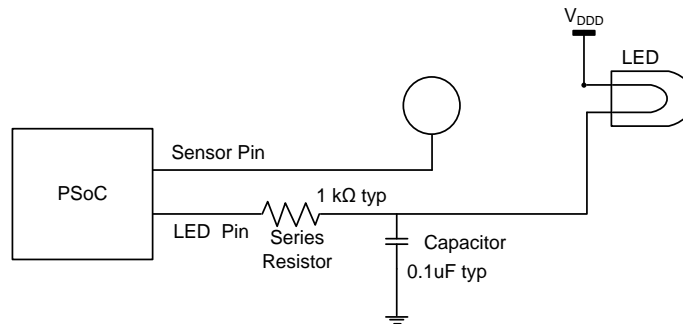 V_DDD
LED
Sensor Pin
PSoC
1 kΩ typ
LED Pin
Series
Resistor
Capacitor
0.1uF typ